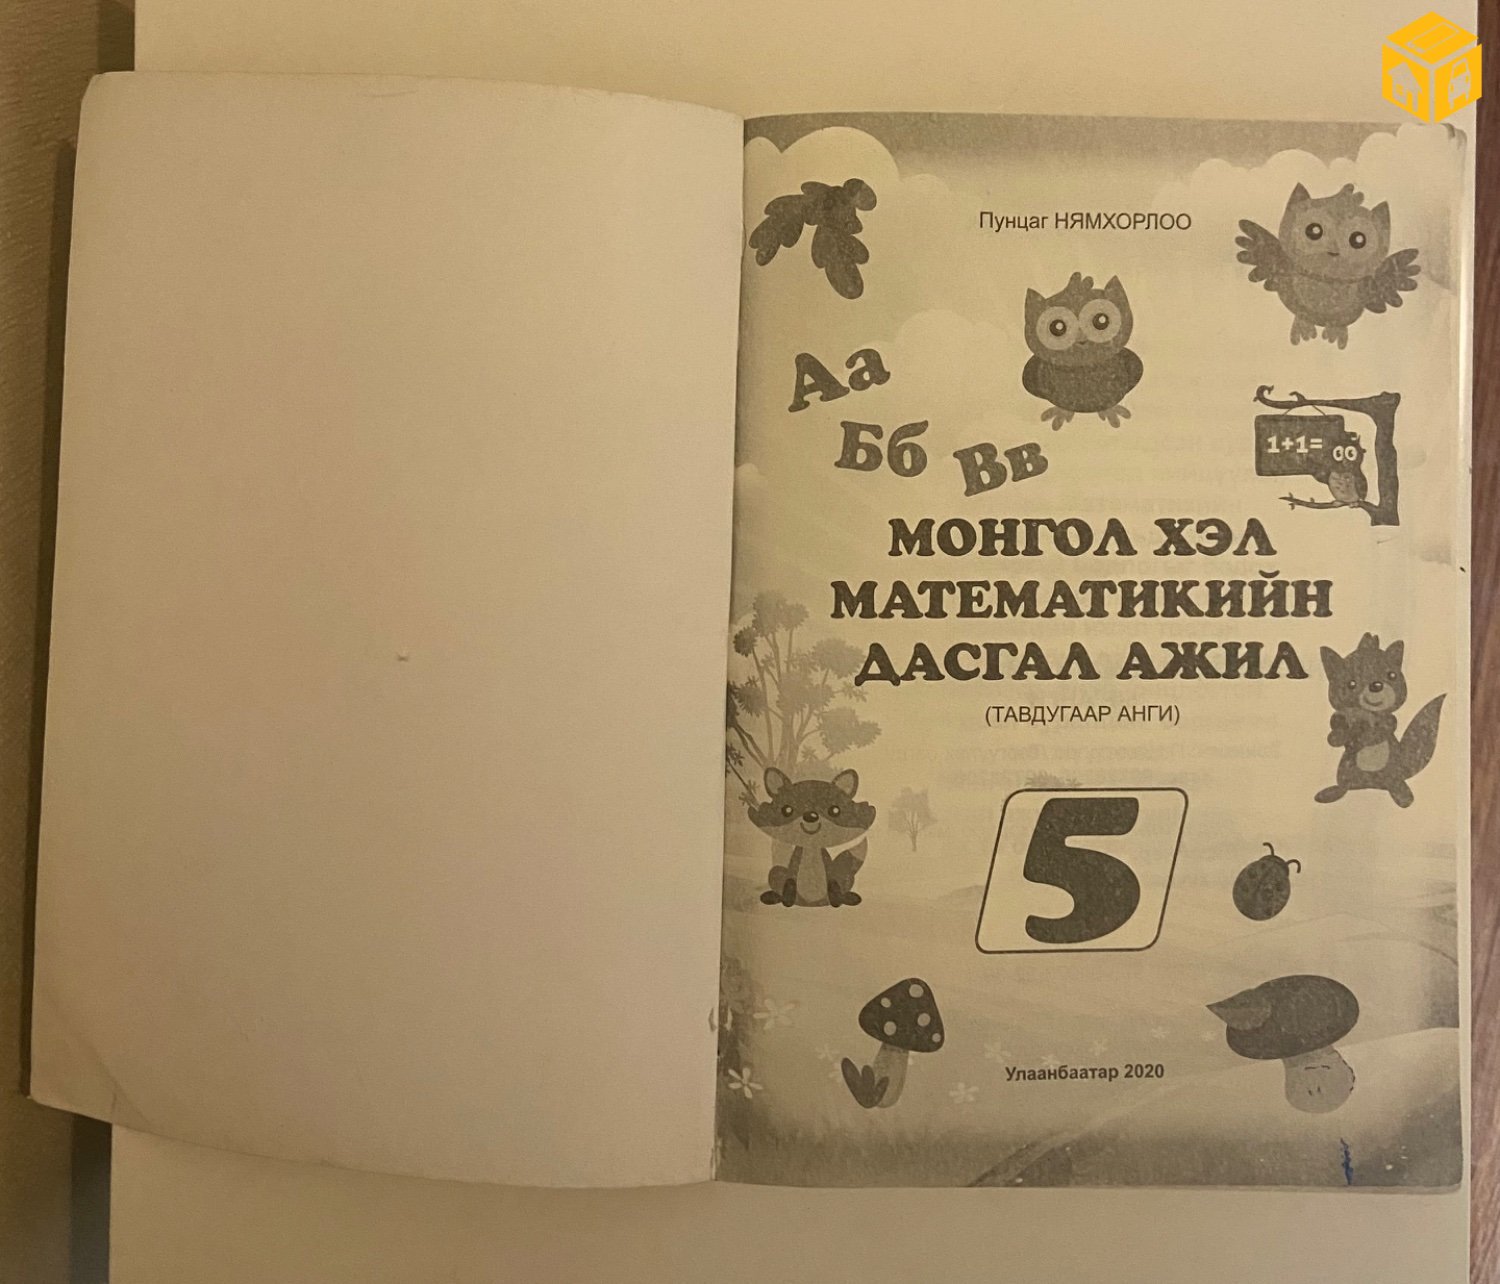 Пунцаг НЯМХОРЛОО
Аа
Бб
Вв
1+1=
МОНГОЛ ХЭЛ
МАТЕМАТИКИЙН
ДАСГАЛ АЖИЛ
(ТАВДУГААР АНГИ)
5
Улаанбаатар 2020